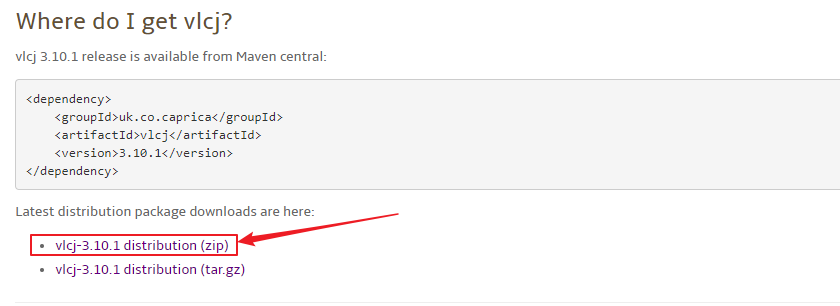 Where do I get vlcj?
vlcj 3.10.1 release is available from Maven central:
<dependency>
    <groupId>uk.co.caprica</groupId>
    <artifactId>vlcj</artifactId>
    <version>3.10.1</version>
</dependency>
Latest distribution package downloads are here:
• vlcj-3.10.1 distribution (zip)
• vlcj-3.10.1 distribution (tar.gz)